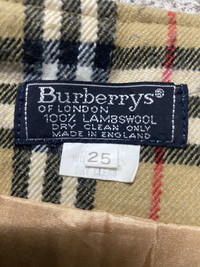 Burberrys®
OF LONDON
100% LAMBSWOOL
DRY CLEAN ONLY
MADE IN ENGLAND
25